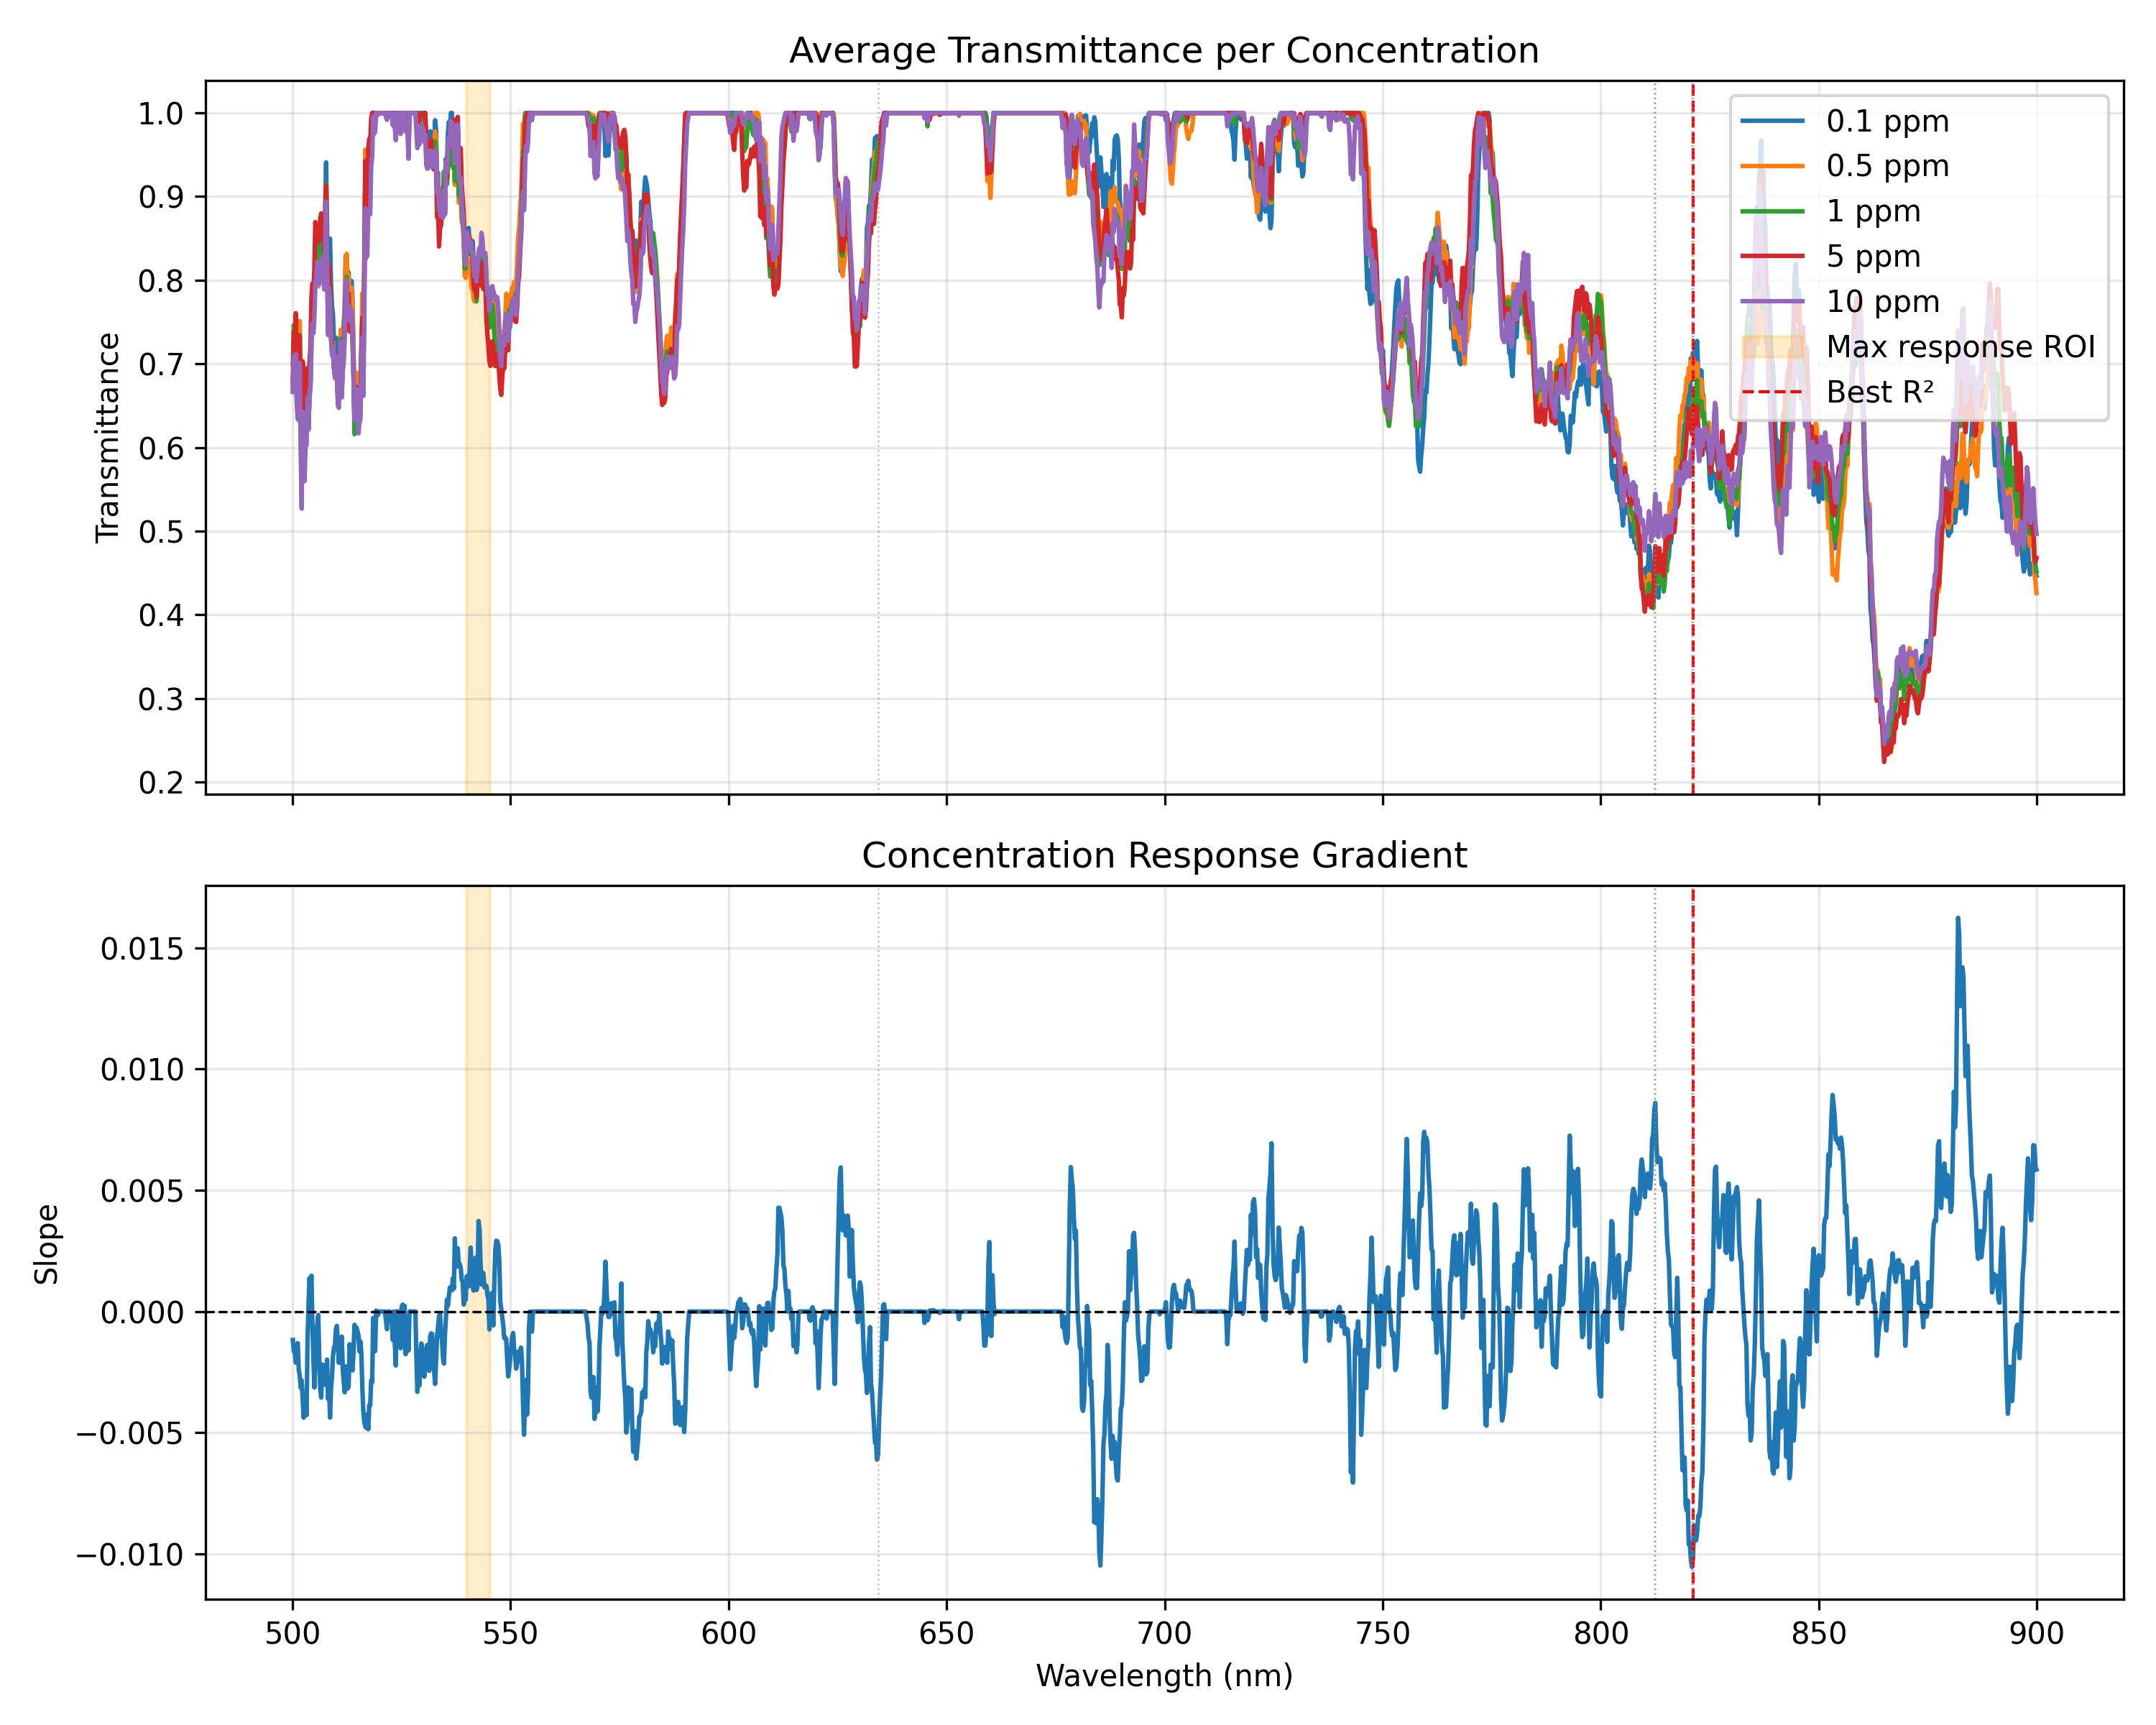 Average Transmittance per Concentration
Transmittance
1.0
0.9
0.8
0.7
0.6
0.5
0.4
0.3
0.2
0.1 ppm
0.5 ppm
1 ppm
5 ppm
10 ppm
Max response ROI
Best R²
Concentration Response Gradient
Slope
0.015
0.010
0.005
0.000
−0.005
−0.010
500 550 600 650 700 750 800 850 900
Wavelength (nm)